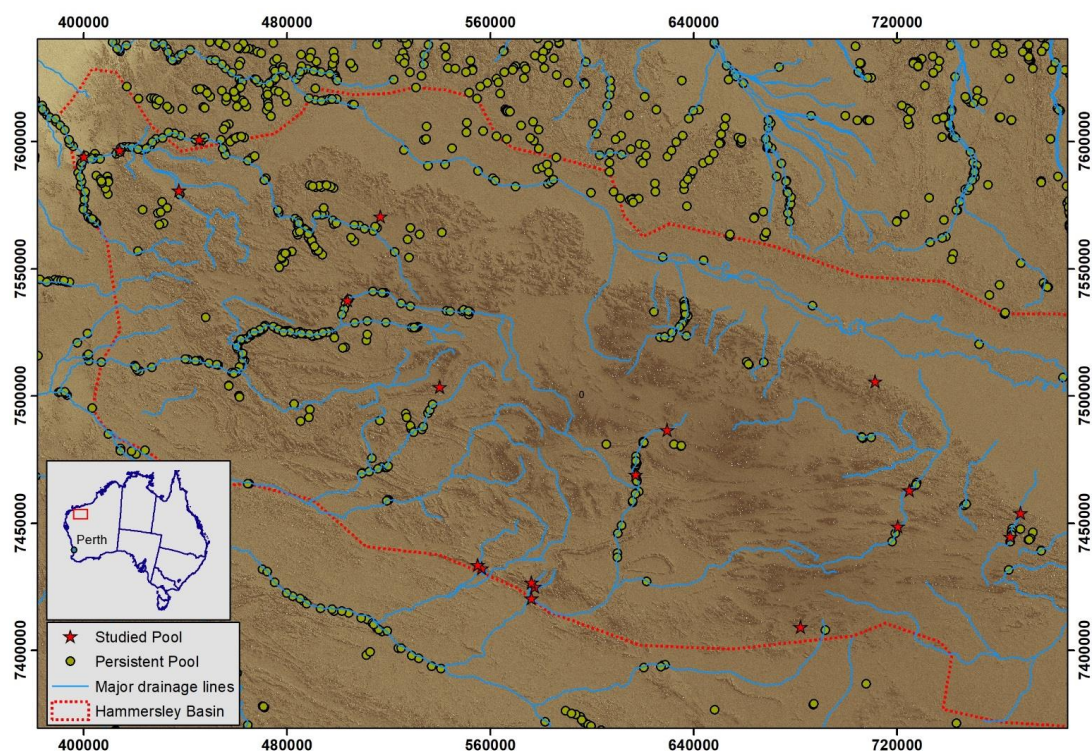 400000 480000 560000 640000 720000
7600000 7600000
7550000 7550000
7500000 7500000
0
7450000 7450000
7400000 7400000
Perth
Studied Pool
Persistent Pool
Major drainage lines
Hammersley Basin
400000 480000 560000 640000 720000